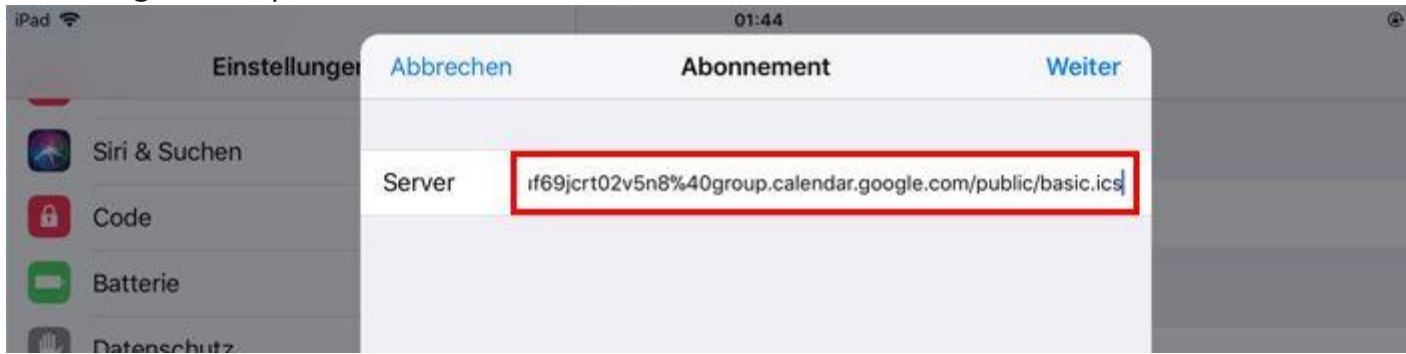 iPad
01:44
Einstellungen
Abbrechen
Abonnement
Weiter
Siri & Suchen
Server
f69jcrt02v5n8%40group.calendar.google.com/public/basic.ics
Code
Batterie
Datenschutz